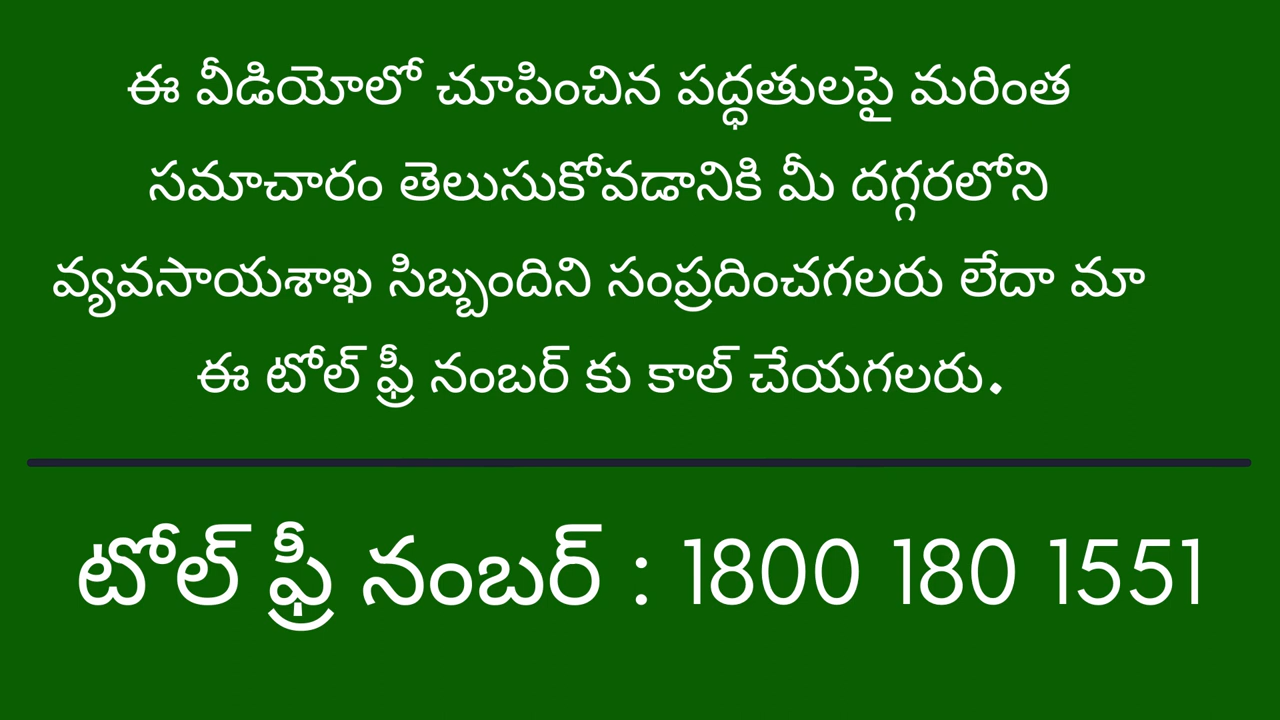 ఈ వీడియోలో చూపించిన పద్ధతులపై మరింత
సమాచారం తెలుసుకోవడానికి మీ దగ్గరలోని
వ్యవసాయశాఖ సిబ్బందిని సంప్రదించగలరు లేదా మా
ఈ టోల్ ఫ్రీ నంబర్ కు కాల్ చేయగలరు.
టోల్ ఫ్రీ నంబర్ : 1800 180 1551